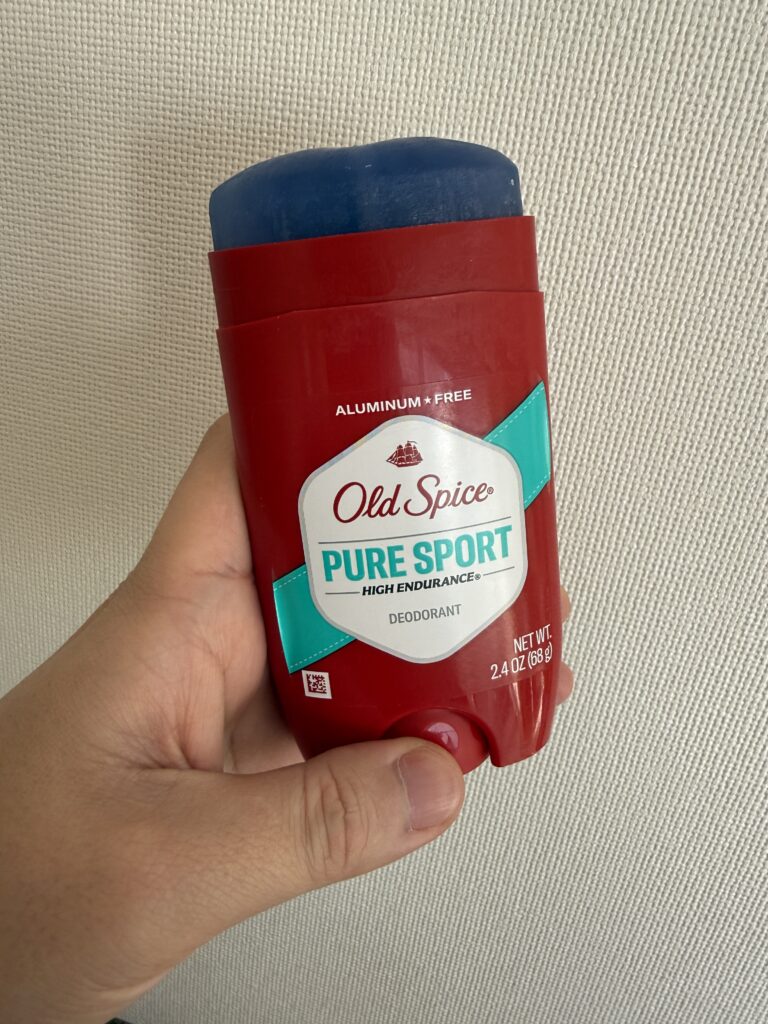 ALUMINUM ★ FREE
Old Spice®
PURE SPORT
HIGH ENDURANCE®
DEODORANT
NET WT.
2.4 OZ (68 g)